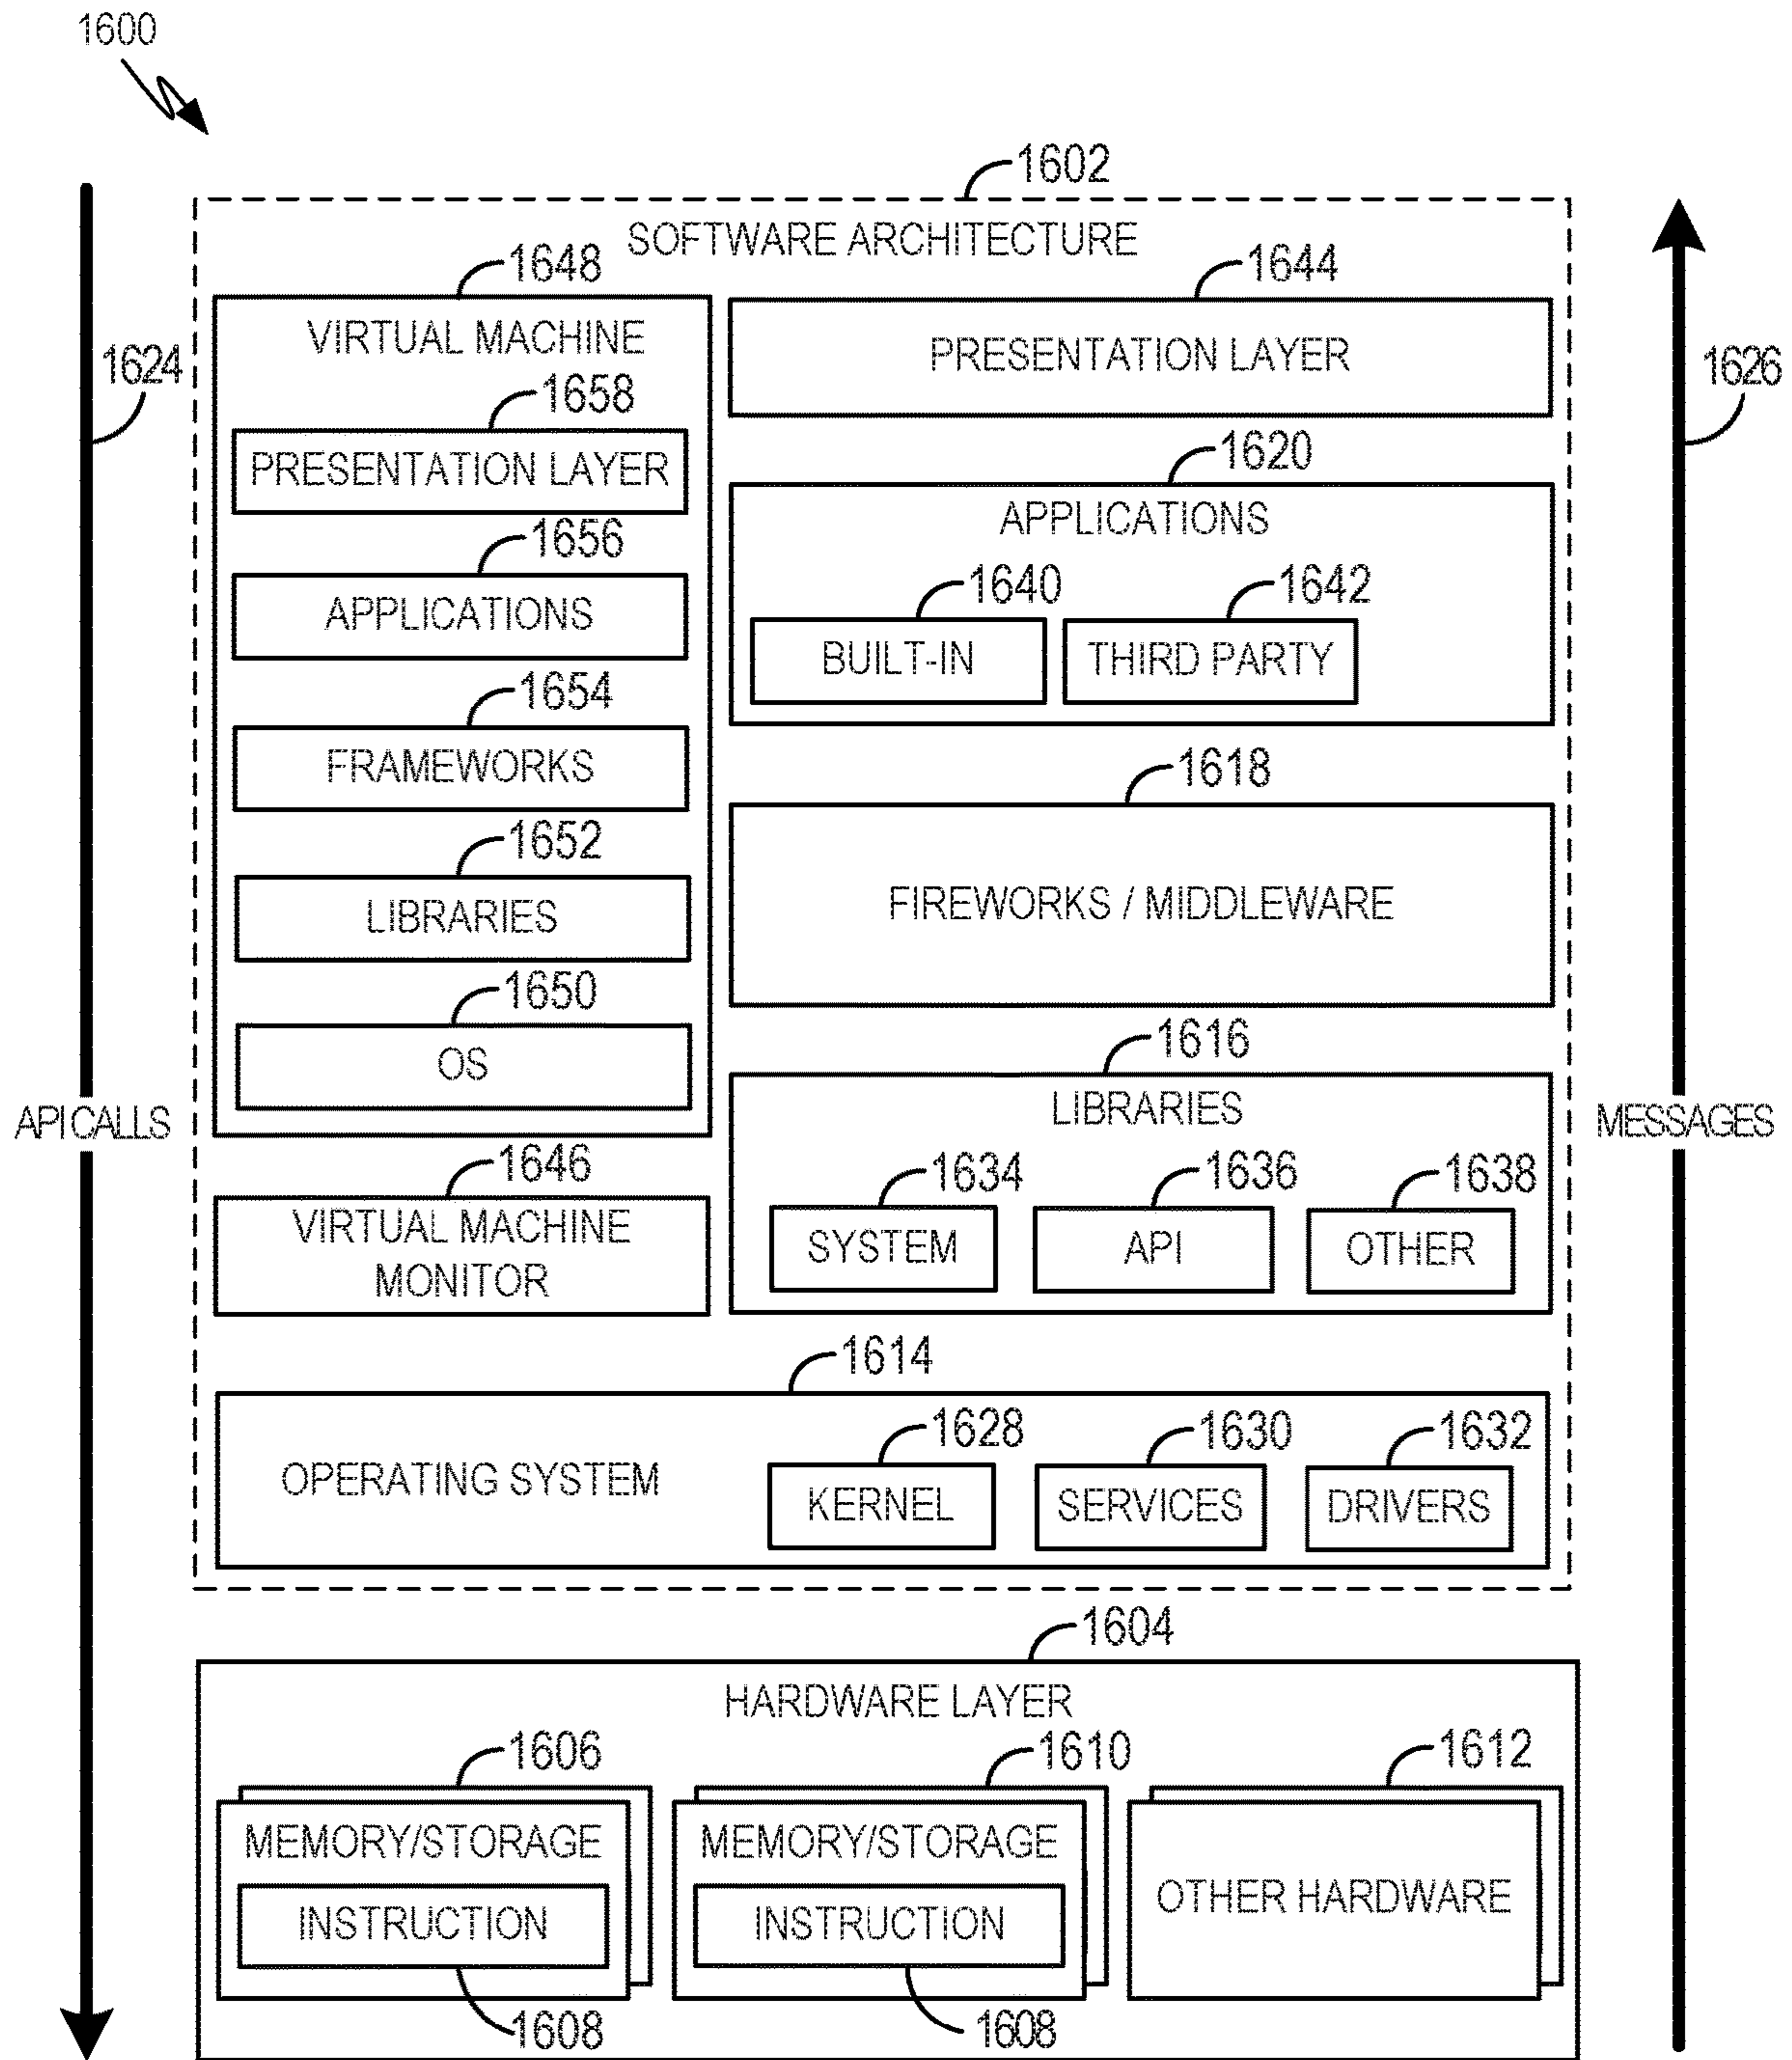 1600
1602
SOFTWARE ARCHITECTURE
1648
VIRTUAL MACHINE
1658
PRESENTATION LAYER
1656
APPLICATIONS
1654
FRAMEWORKS
1652
LIBRARIES
1650
OS
1646
VIRTUAL MACHINE
MONITOR
1644
PRESENTATION LAYER
1620
APPLICATIONS
1640
BUILT-IN
1642
THIRD PARTY
1618
FIREWORKS / MIDDLEWARE
1616
LIBRARIES
1634
SYSTEM
1636
API
1638
OTHER
1614
OPERATING SYSTEM
1628
KERNEL
1630
SERVICES
1632
DRIVERS
1604
HARDWARE LAYER
1606
MEMORY/STORAGE
INSTRUCTION
1608
1610
MEMORY/STORAGE
INSTRUCTION
1608
1612
OTHER HARDWARE
1624
API CALLS
1626
MESSAGES